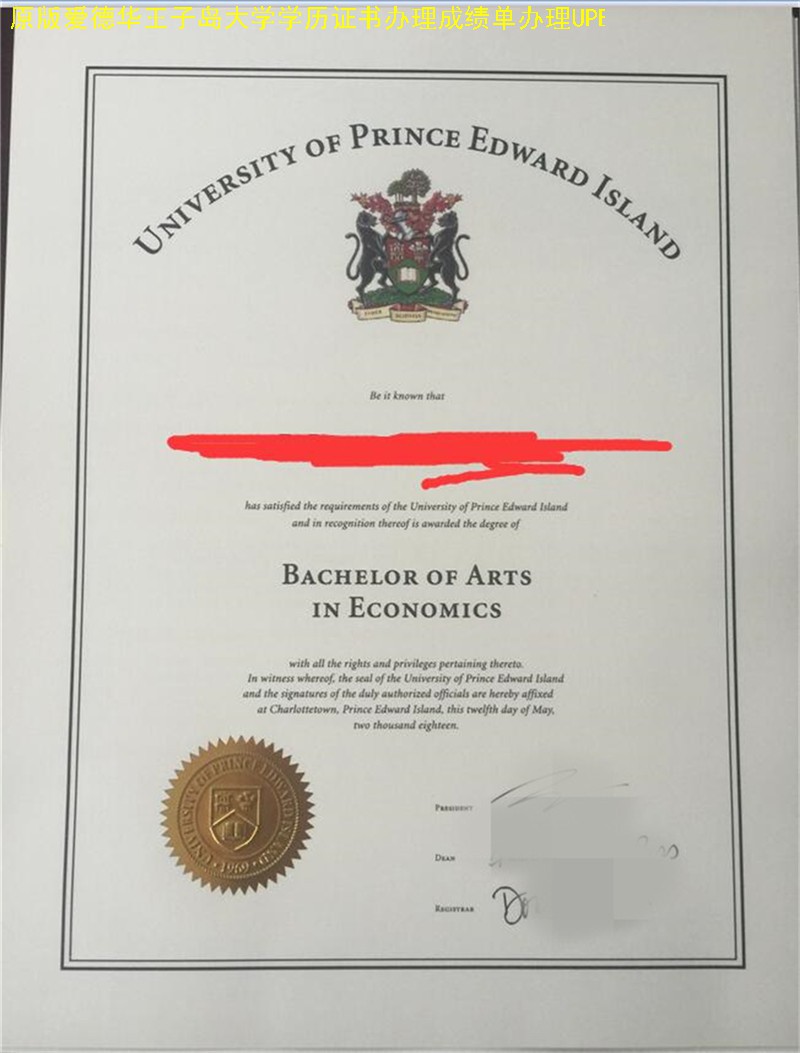 原版爱德华王子岛大学学历证书办理成绩单办理UPE
UNIVERSITY OF PRINCE EDWARD ISLAND
Be it known that
has satisfied the requirements of the University of Prince Edward Island
and in recognition thereof is awarded the degree of
BACHELOR OF ARTS
IN ECONOMICS
with all the rights and privileges pertaining thereto.
In witness whereof, the seal of the University of Prince Edward Island
and the signatures of the duly authorized officials are hereby affixed
at Charlottetown, Prince Edward Island, this twelfth day of May,
two thousand eighteen.
UNIVERSITY OF PRINCE EDWARD ISLAND
• 1969 •
PRESIDENT
DEAN
REGISTRAR